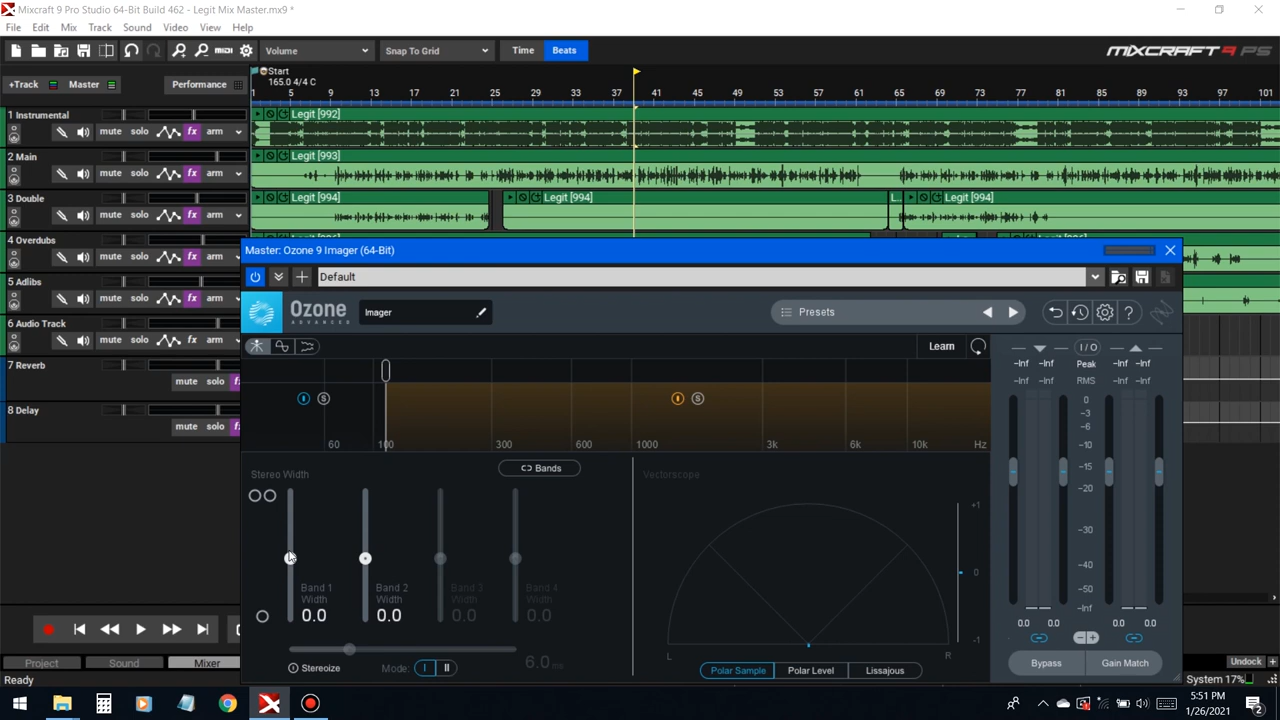 Mixcraft 9 Pro Studio 64-Bit Build 462 - Legit Mix Master.mx9 *
File Edit Mix Track Sound Video View Help
Volume Snap To Grid Time Beats MIXCRAFT 9 PS
+Track Master Performance Start
165.0 4/4 C
1 5 9 13 17 21 25 29 33 37 41 45 49 53 57 61 65 69 73 77 81 85 89 93 97 101
1 Instrumental Legit [992]
mute solo fx arm
2 Main Legit [993]
mute solo fx arm
3 Double Legit [994] Legit [994] L... Legit [994]
mute solo fx arm
4 Overdubs
mute solo fx arm
5 Adlibs
mute solo fx arm
6 Audio Track
mute solo fx arm
7 Reverb
mute solo
8 Delay
mute solo
Master: Ozone 9 Imager (64-Bit)
Default
Ozone
ADVANCED
Imager
Presets
?
Learn
I / O
-Inf -Inf Peak -Inf -Inf
-Inf -Inf RMS -Inf -Inf
S S
60 100 300 600 1000 3k 6k 10k Hz
0
-3
-6
-10
-15
-20
-30
-40
-50
-Inf
Stereo Width
Bands
Vectorscope
+1
0
-1
Band 1 Width
Band 2 Width
Band 3 Width
Band 4 Width
0.0 0.0 0.0 0.0
0.0 0.0 0.0 0.0
L R
Stereoize Mode: I II 6.0 ms
Polar Sample Polar Level Lissajous
Bypass Gain Match
Project Sound Mixer
Undock
System 17%
5:51 PM
1/26/2021
2